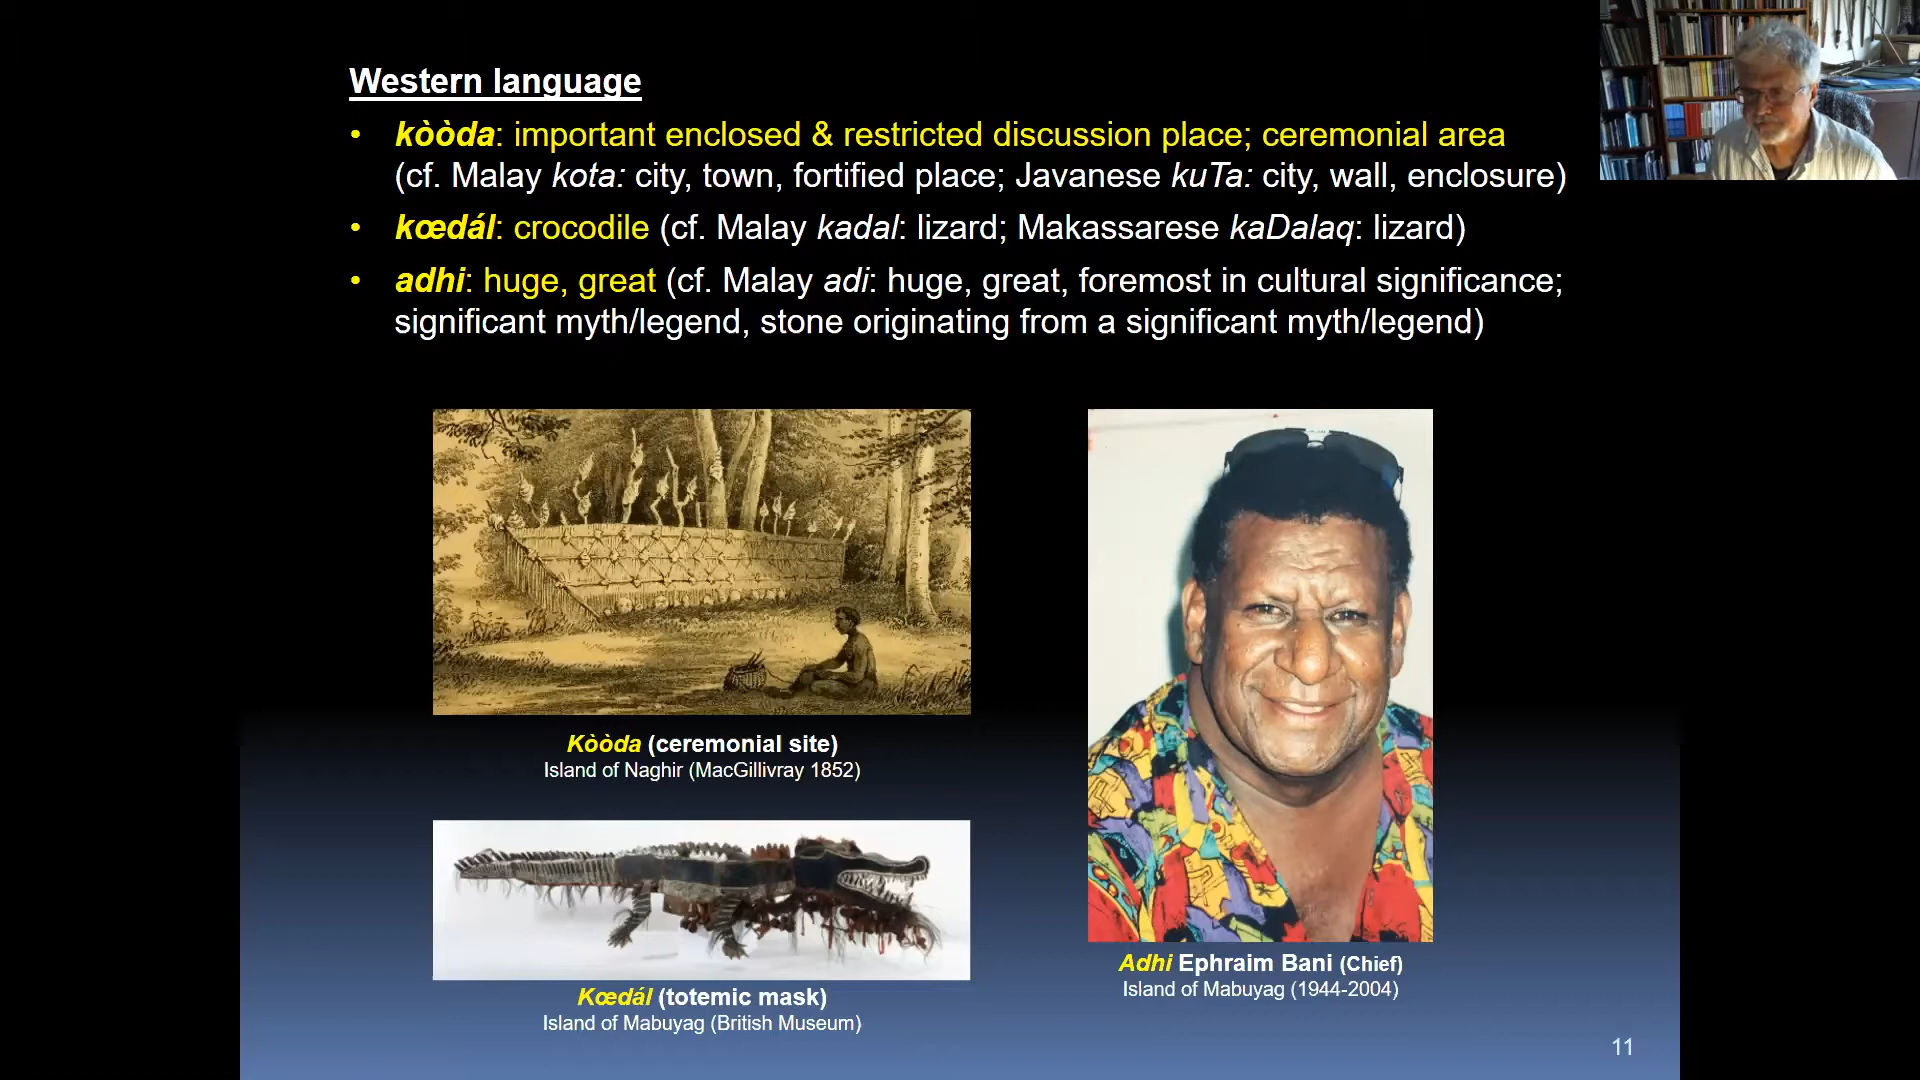 Western language
• kòòda: important enclosed & restricted discussion place; ceremonial area
(cf. Malay kota: city, town, fortified place; Javanese kuTa: city, wall, enclosure)
• kœdál: crocodile (cf. Malay kadal: lizard; Makassarese kaDalaq: lizard)
• adhi: huge, great (cf. Malay adi: huge, great, foremost in cultural significance;
significant myth/legend, stone originating from a significant myth/legend)
Kòòda (ceremonial site)
Island of Naghir (MacGillivray 1852)
Kœdál (totemic mask)
Island of Mabuyag (British Museum)
Adhi Ephraim Bani (Chief)
Island of Mabuyag (1944-2004)
11